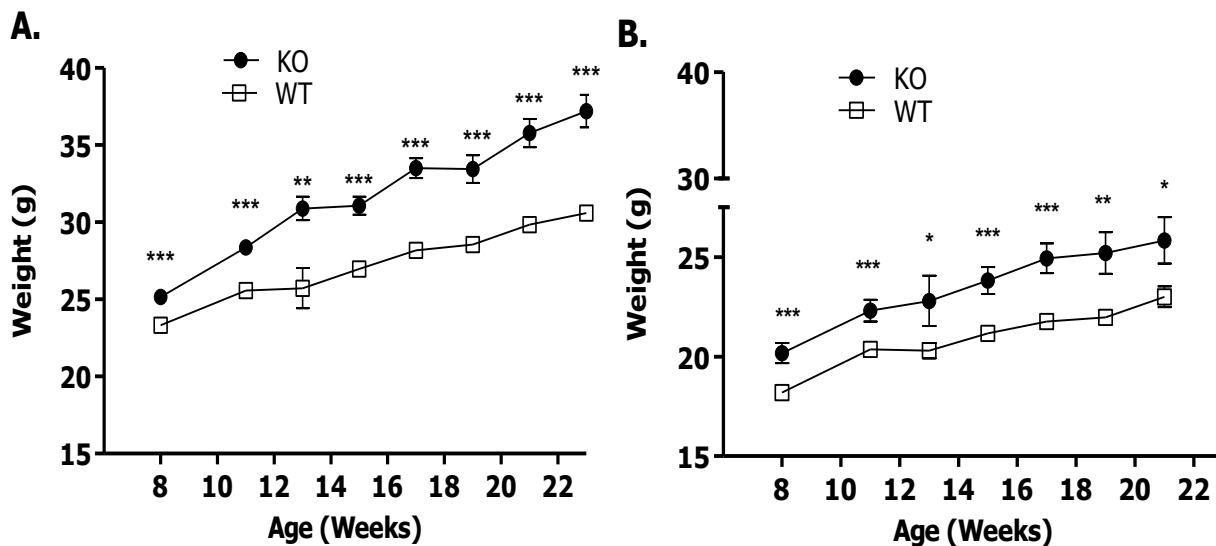 A.
KO
WT
40
35
30
25
20
15
Weight (g)
*** *** ** *** *** *** *** ***
8 10 12 14 16 18 20 22
Age (Weeks)
B.
KO
WT
40
30
25
20
15
Weight (g)
*** *** * *** *** ** *
8 10 12 14 16 18 20 22
Age (Weeks)